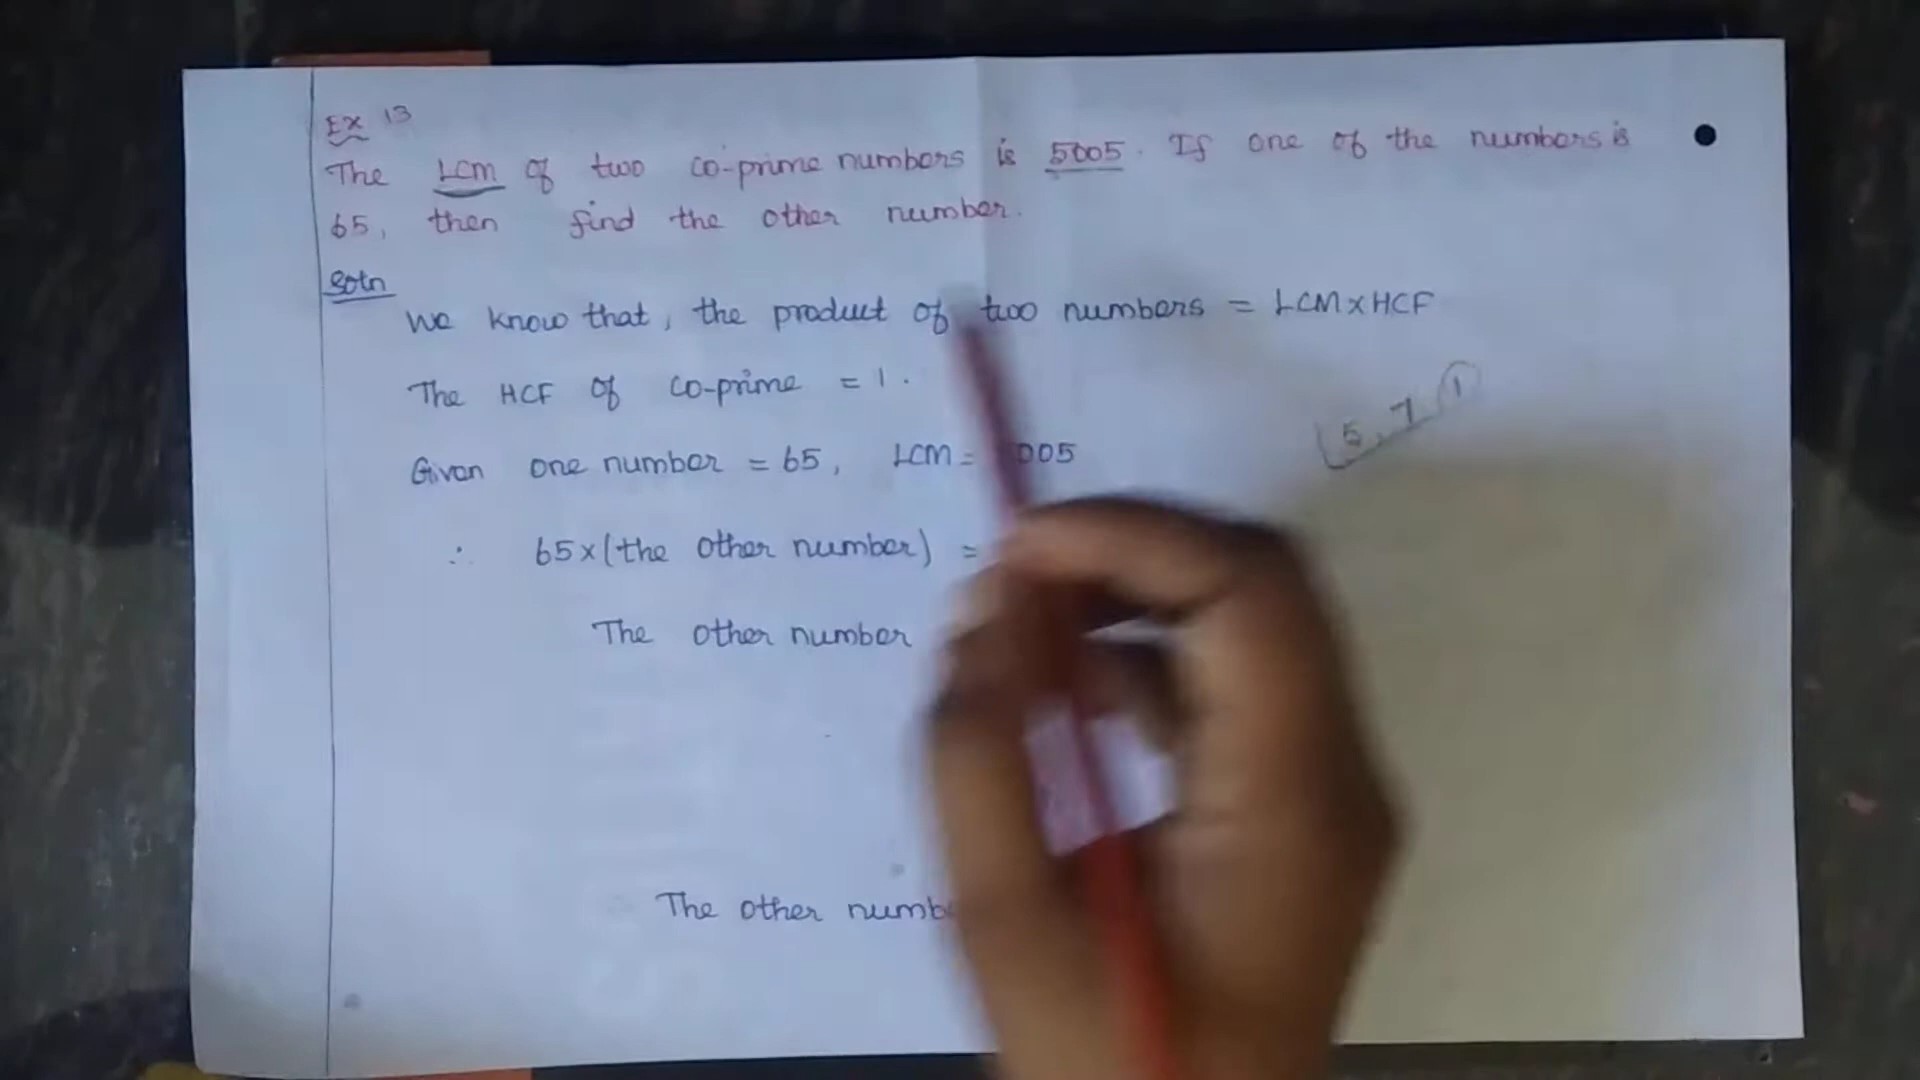 Ex 13
The LCM of two co-prime numbers is 5005. If one of the numbers is
65, then find the other number.
Soln
We know that, the product of two numbers = LCM x HCF
The HCF of co-prime = 1.
5, 7 1
Given one number = 65, LCM = 005
∴ 65 x (the other number) =
The other number
The other numb